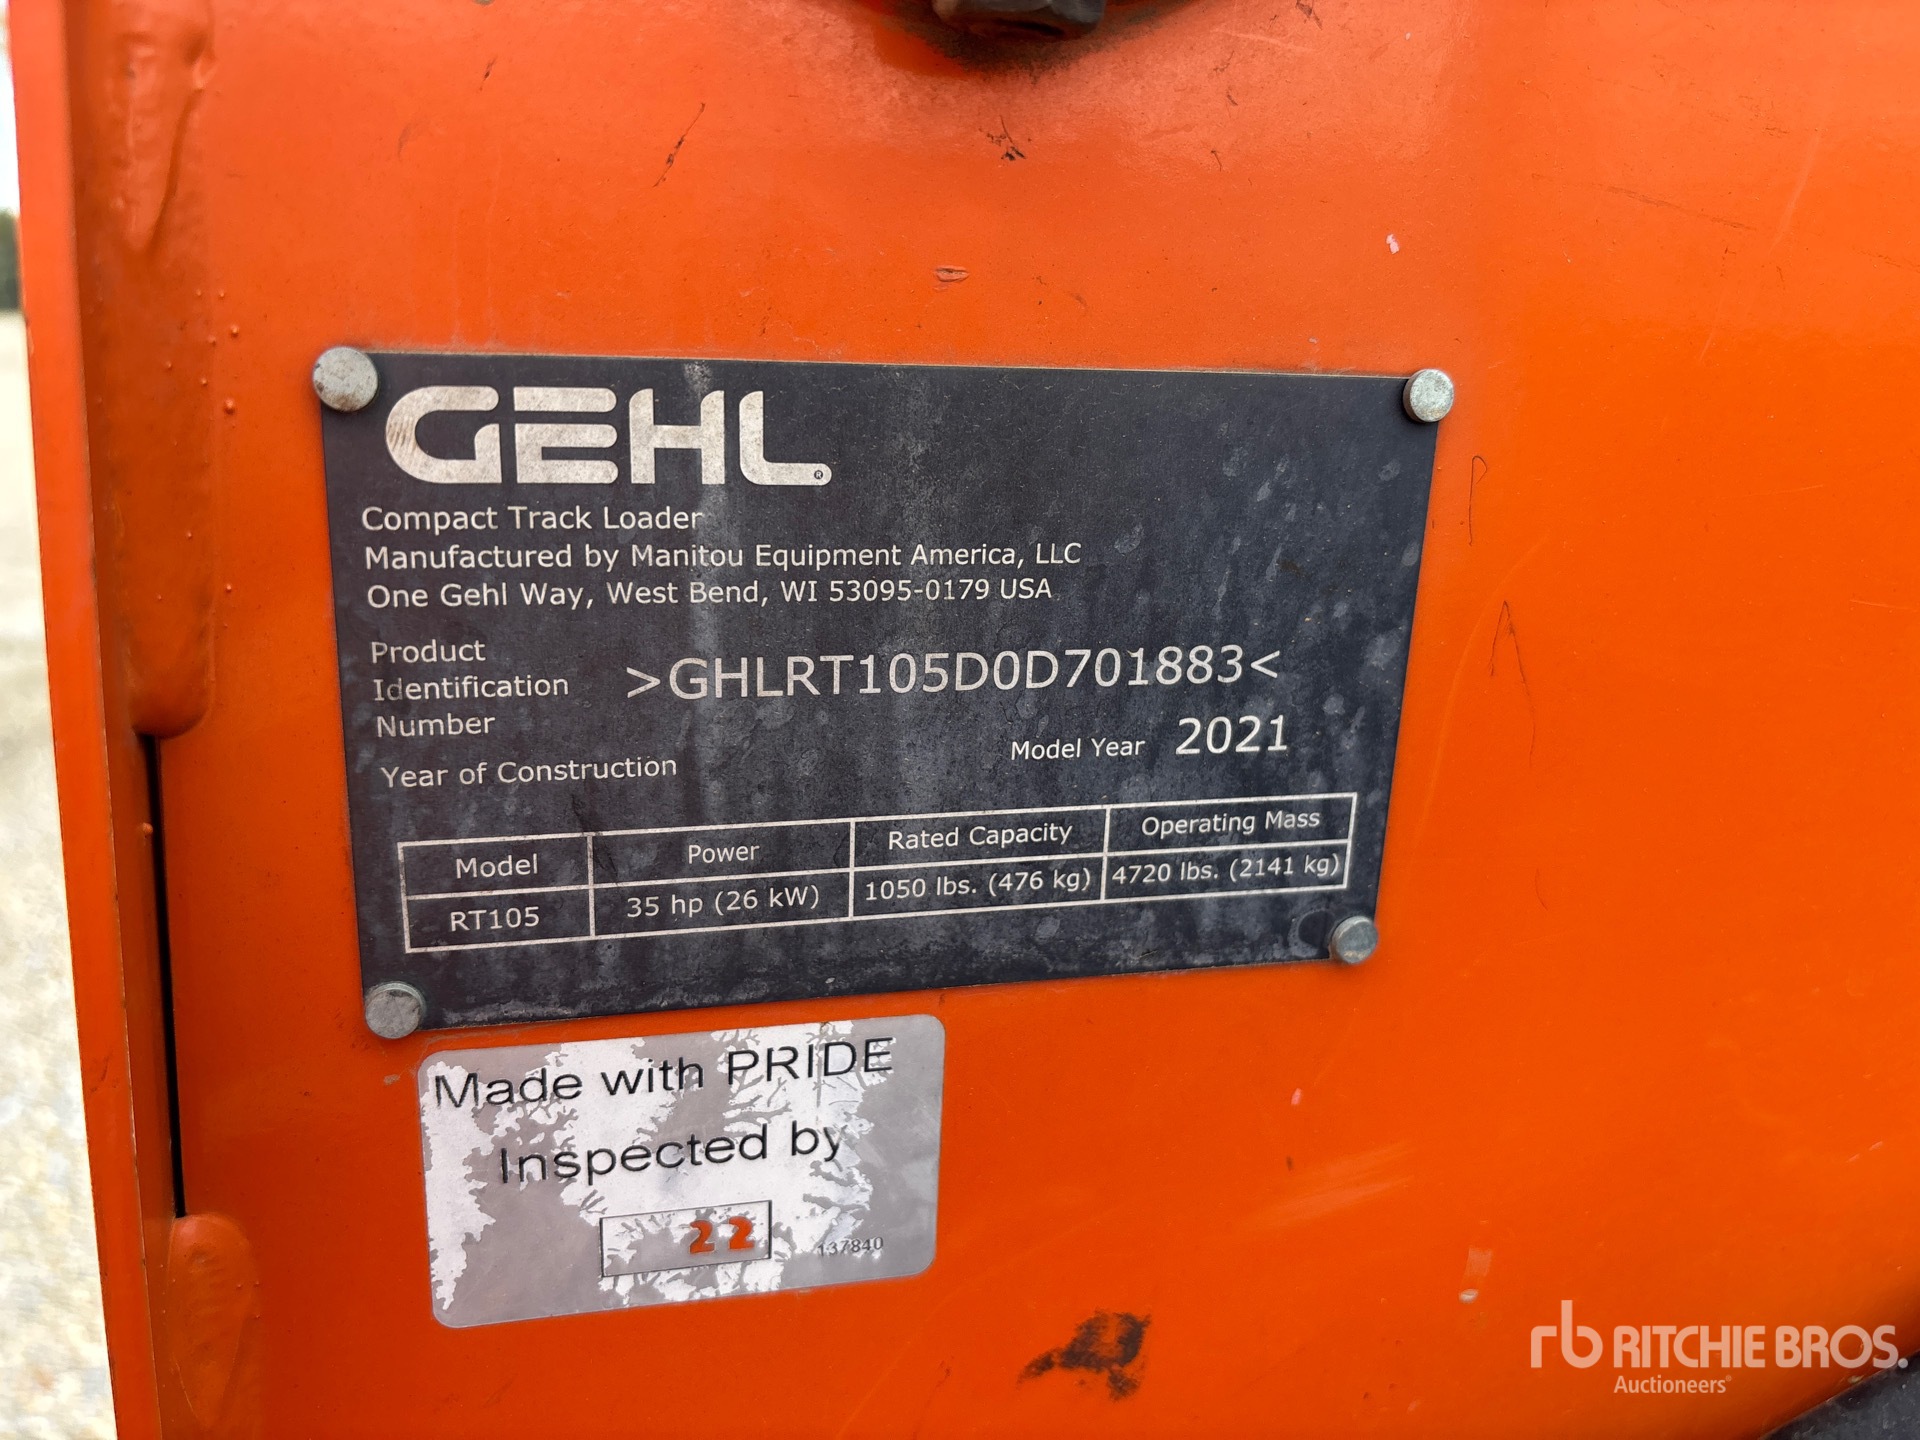 GEHL®
Compact Track Loader
Manufactured by Manitou Equipment America, LLC
One Gehl Way, West Bend, WI 53095-0179 USA
Product
Identification
Number
>GHLRT105D0D701883<
Model Year 2021
Year of Construction
Model Power Rated Capacity Operating Mass
RT105 35 hp (26 kW) 1050 lbs. (476 kg) 4720 lbs. (2141 kg)
Made with PRIDE
Inspected by
22
137840
rb RITCHIE BROS.
Auctioneers®